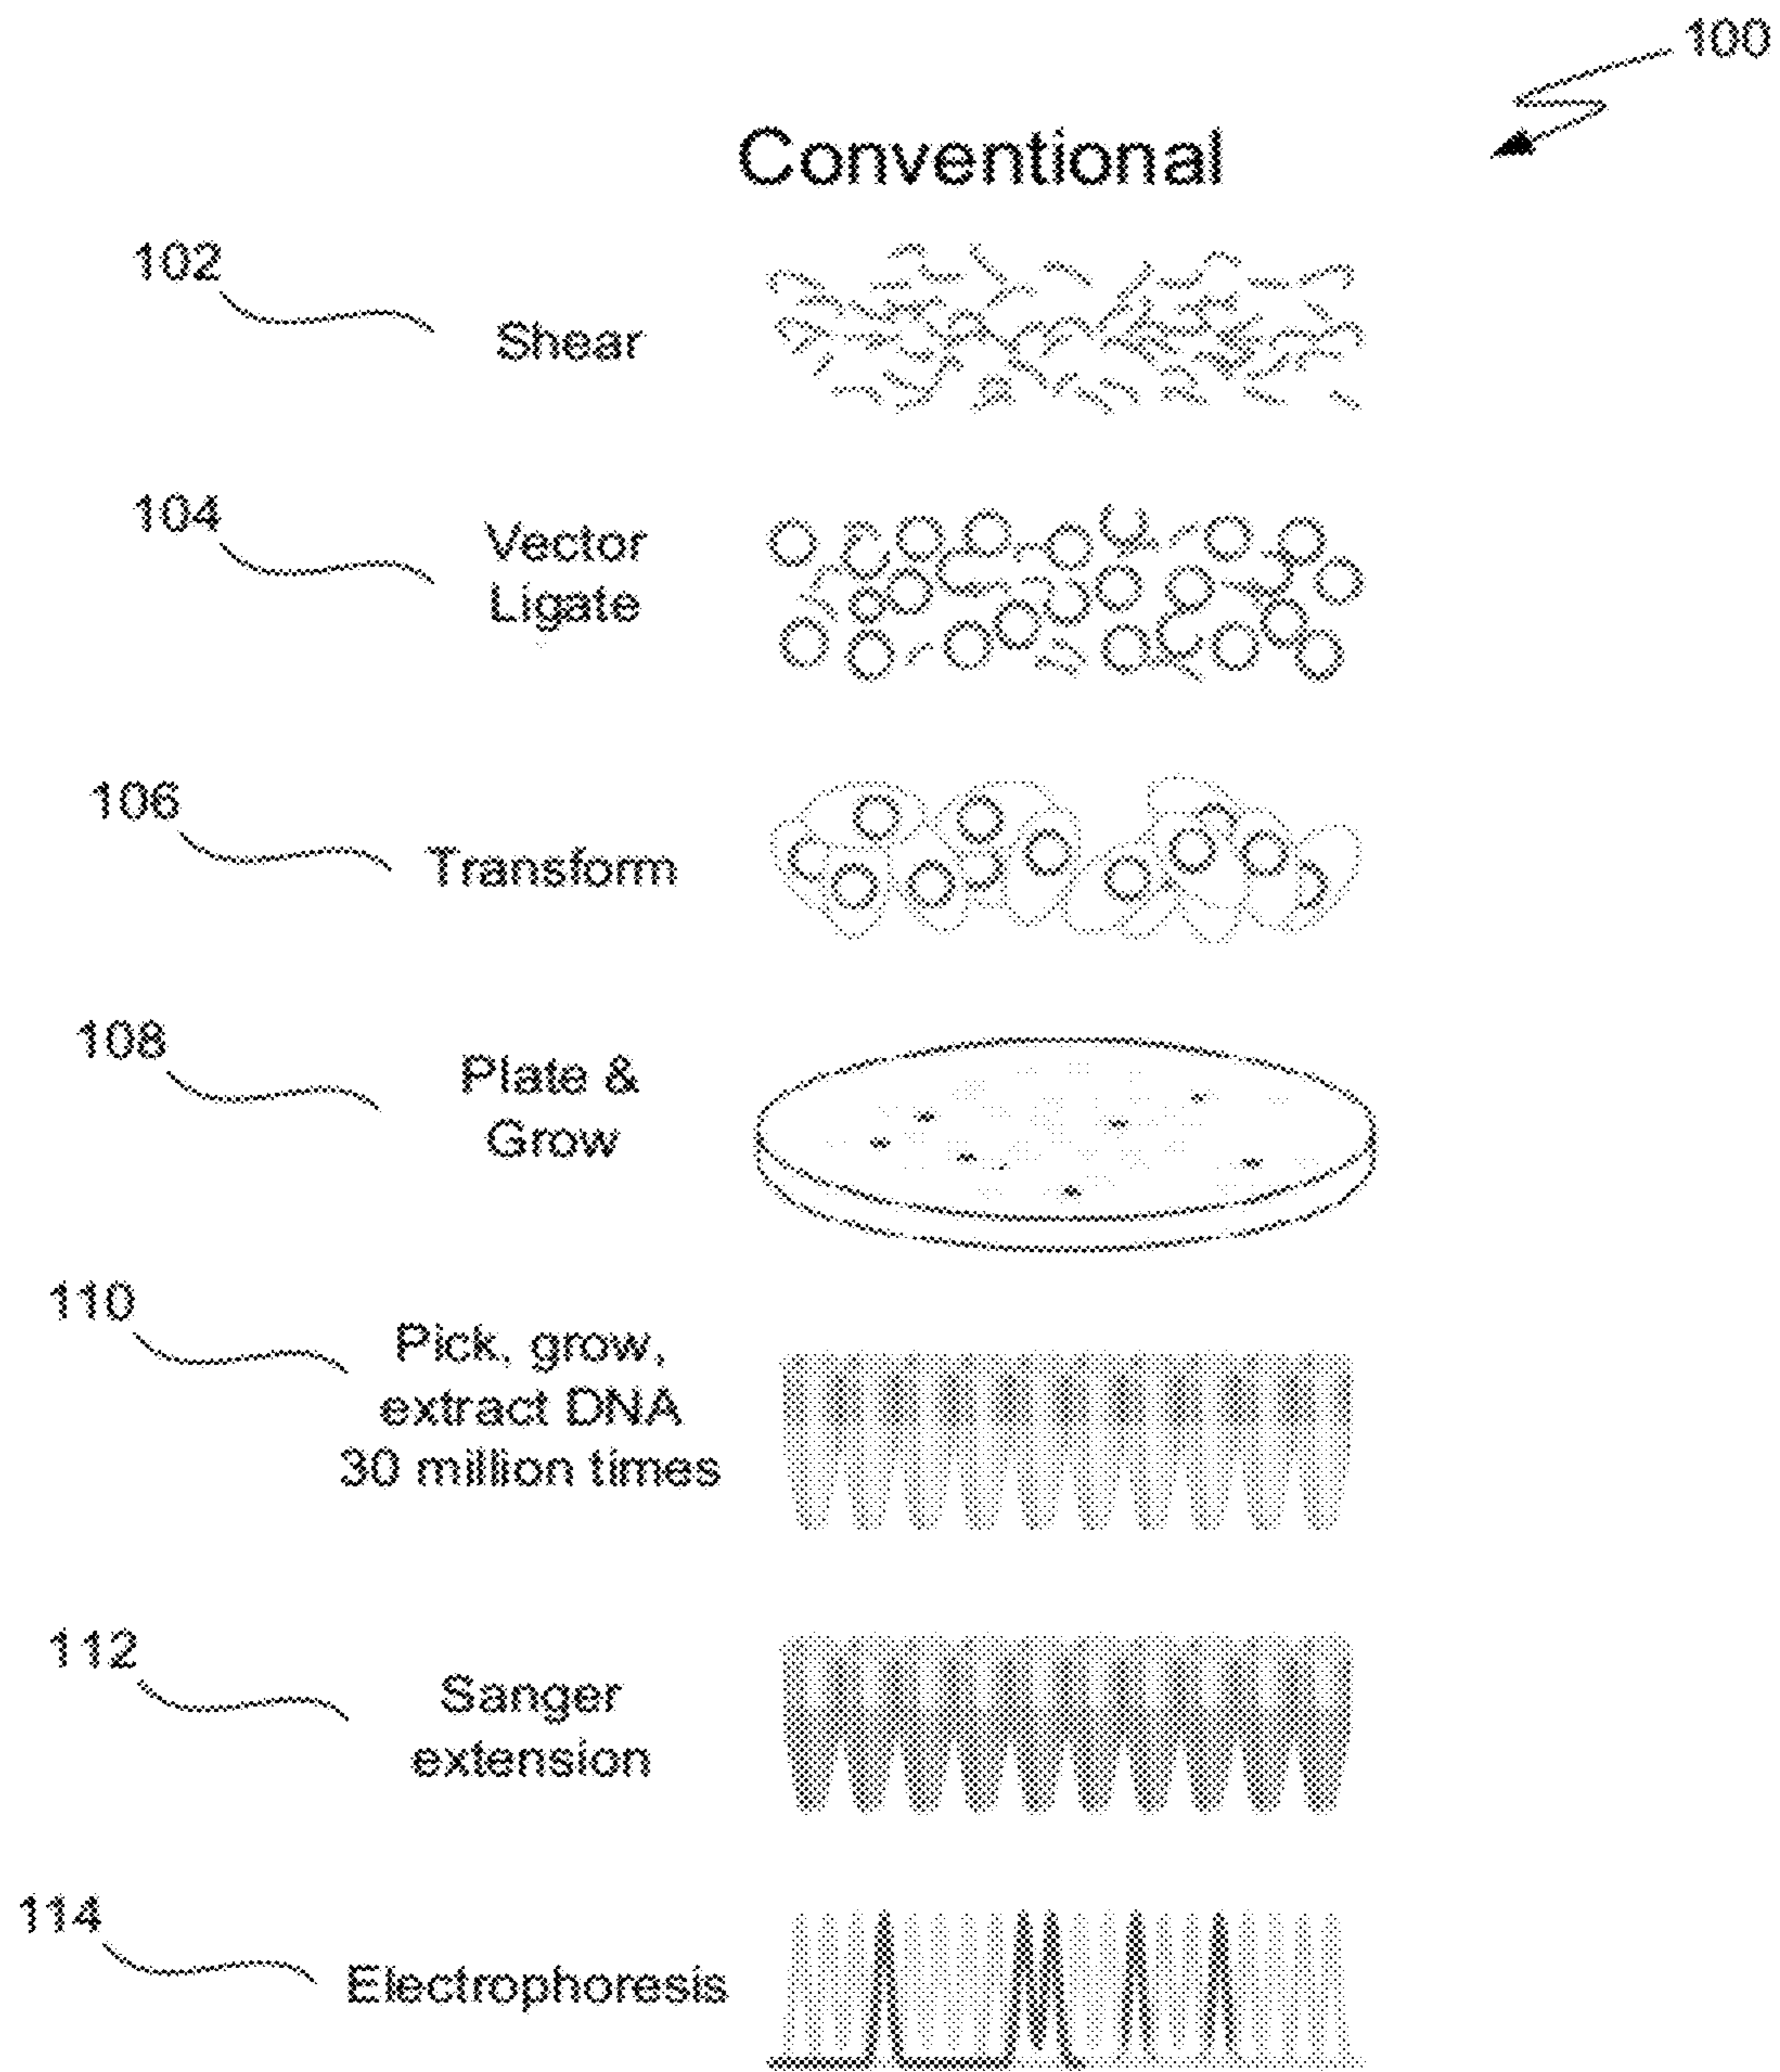 100
Conventional
102
Shear
104
Vector
Ligate
106
Transform
108
Plate &
Grow
110
Pick, grow,
extract DNA
30 million times
112
Sanger
extension
114
Electrophoresis